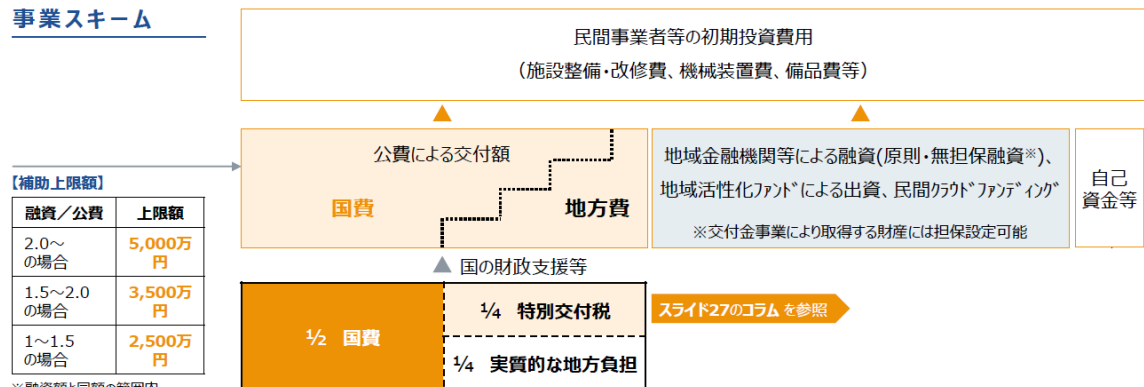 事業スキーム
民間事業者等の初期投資費用
（施設整備・改修費、機械装置費、備品費等）
公費による交付額
国費
地方費
地域金融機関等による融資(原則・無担保融資※)、
地域活性化ﾌｧﾝﾄﾞによる出資、民間ｸﾗｳﾄﾞﾌｧﾝﾃﾞｨﾝｸﾞ
※交付金事業により取得する財産には担保設定可能
自己
資金等
【補助上限額】
融資／公費 上限額
2.0～
の場合
5,000万
円
1.5～2.0
の場合
3,500万
円
1～1.5
の場合
2,500万
円
※融資額と同額の範囲内
国の財政支援等
½ 国費
¼ 特別交付税
¼ 実質的な地方負担
スライド27のコラム を参照